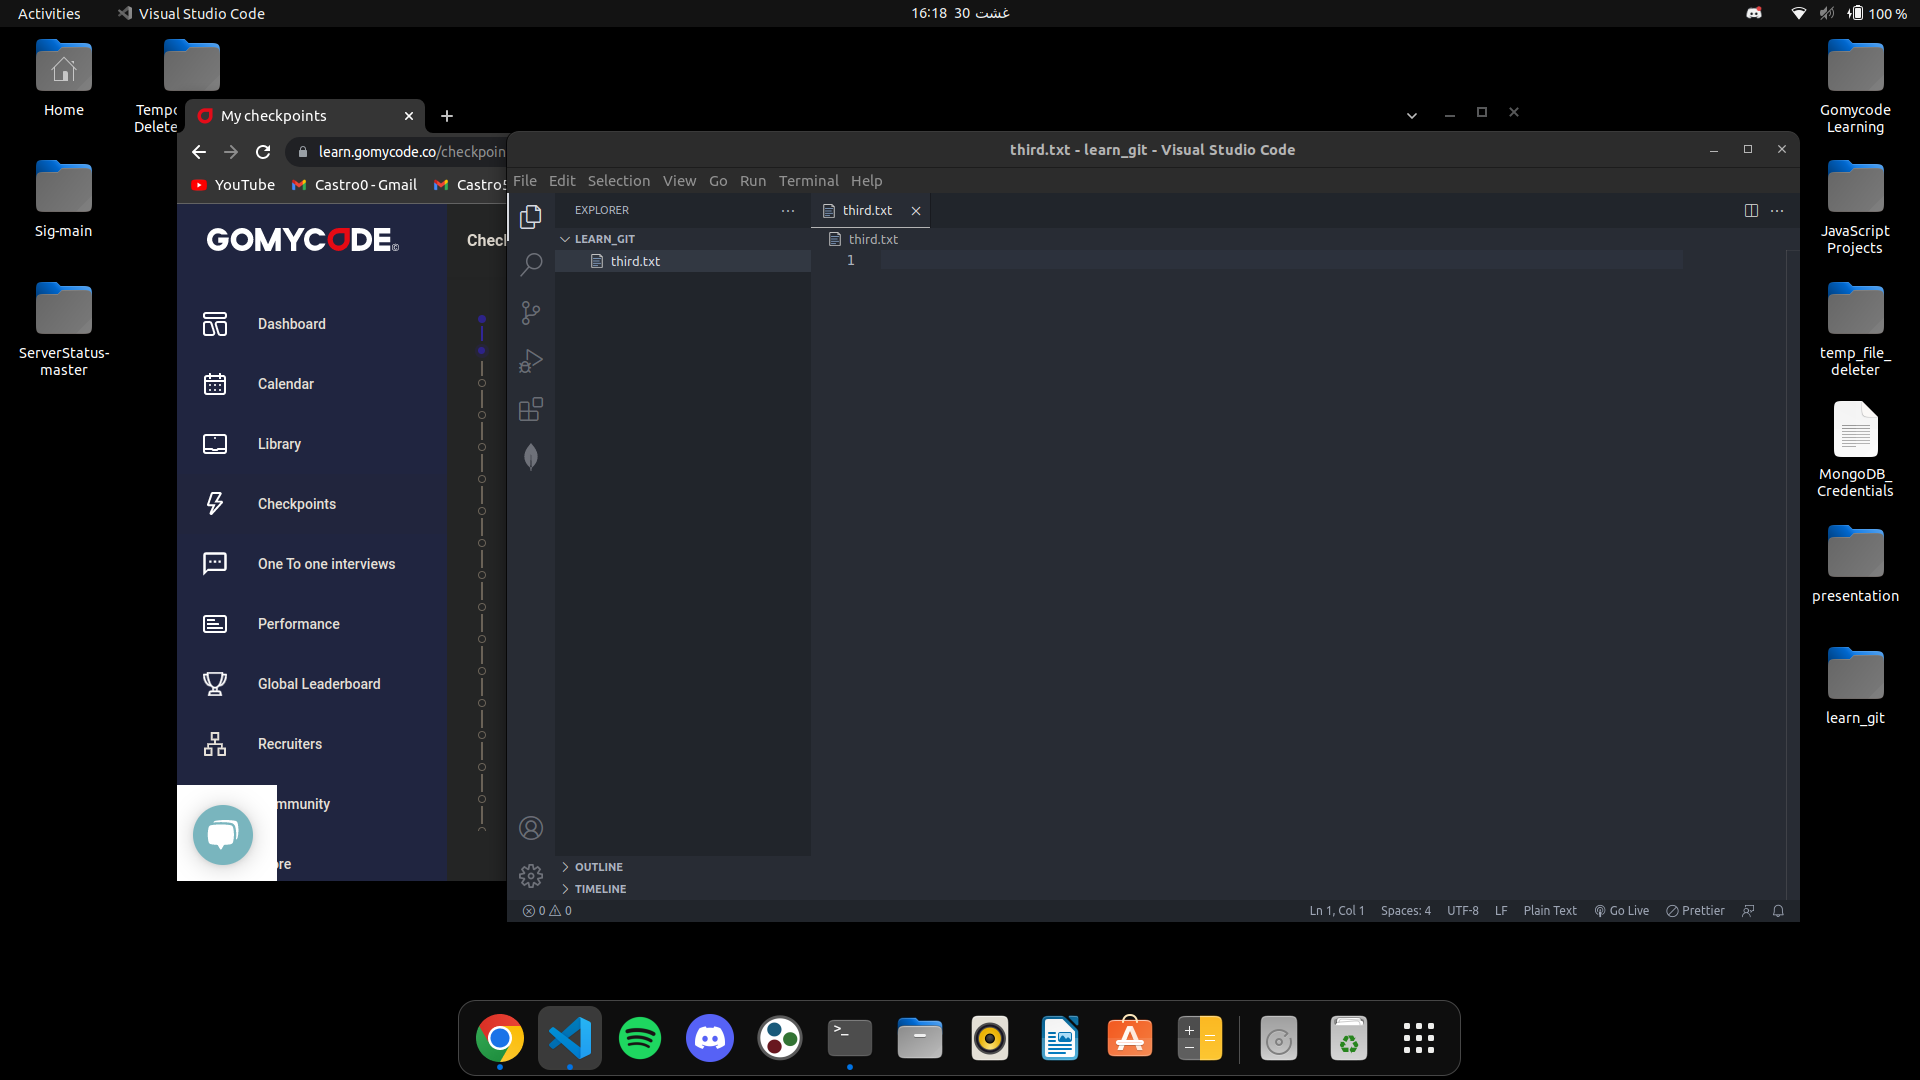 Activities
Visual Studio Code
16:18 30 غشت
100 %
Home
Sig-main
ServerStatus-
master
Tempo
Delete
My checkpoints
learn.gomycode.co/checkpoin
YouTube
Castro0 - Gmail
Castro5
GOMYCODE©
Dashboard
Calendar
Library
Checkpoints
One To one interviews
Performance
Global Leaderboard
Recruiters
mmunity
re
Chec
third.txt - learn_git - Visual Studio Code
File Edit Selection View Go Run Terminal Help
EXPLORER
LEARN_GIT
third.txt
third.txt
third.txt
1
OUTLINE
TIMELINE
0 0
Ln 1, Col 1 Spaces: 4 UTF-8 LF Plain Text Go Live Prettier
Gomycode
Learning
JavaScript
Projects
temp_file_
deleter
MongoDB_
Credentials
presentation
learn_git